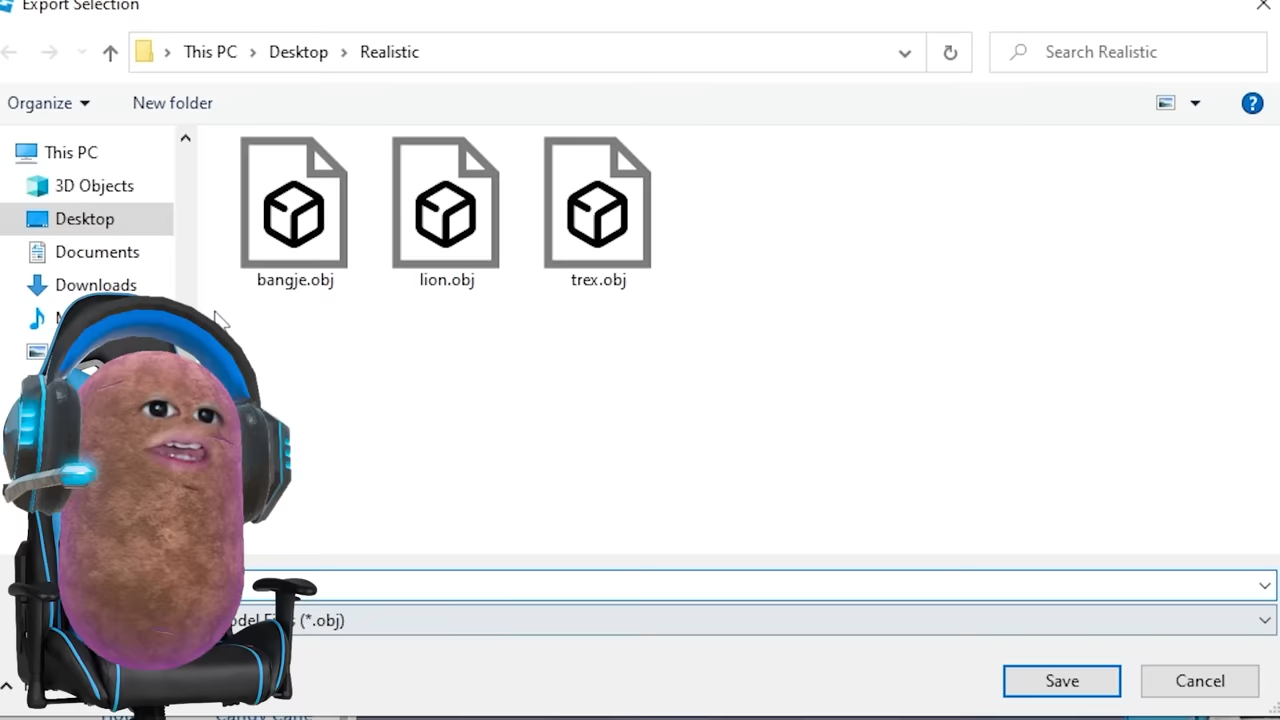 Export Selection
This PC Desktop Realistic
Search Realistic
Organize
New folder
?
This PC
3D Objects
Desktop
Documents
Downloads
bangje.obj
lion.obj
trex.obj
(*.obj)
Save
Cancel